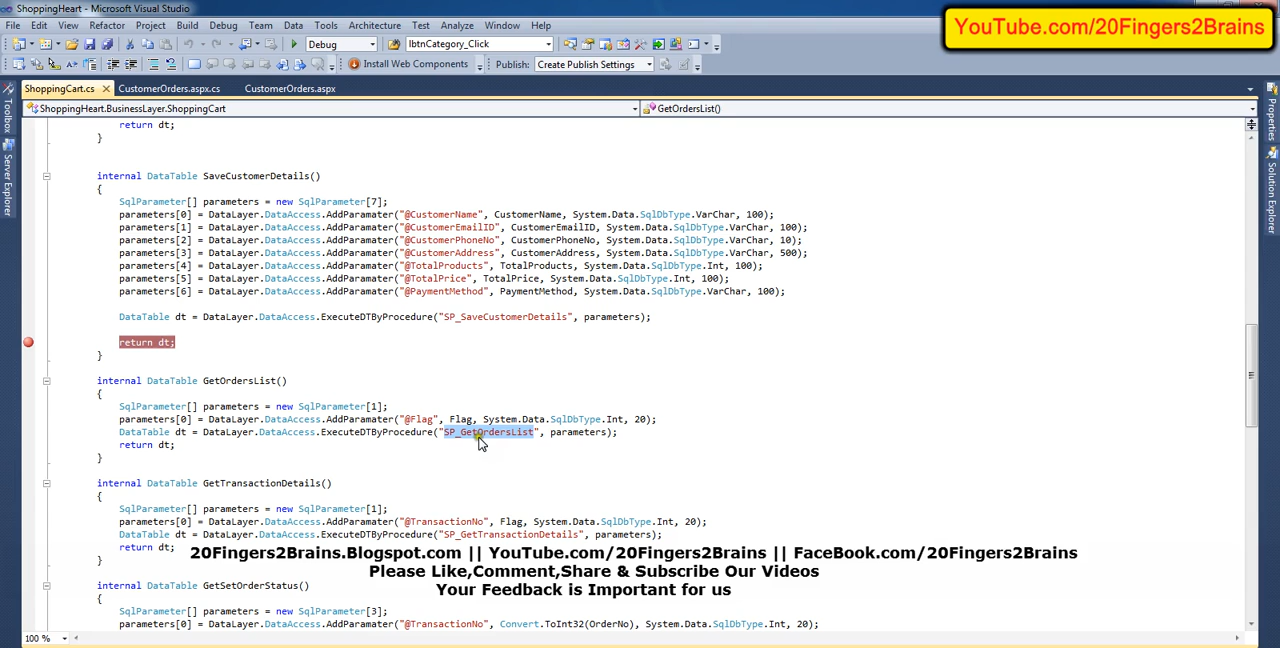 ShoppingHeart - Microsoft Visual Studio
YouTube.com/20Fingers2Brains
File Edit View Refactor Project Build Debug Team Data Tools Architecture Test Analyze Window Help
Debug lbtnCategory_Click
Install Web Components Publish: Create Publish Settings
ShoppingCart.cs CustomerOrders.aspx.cs CustomerOrders.aspx
ShoppingHeart.BusinessLayer.ShoppingCart GetOrdersList()
Toolbox
Server Explorer
Properties
Solution Explorer
return dt;
}
internal DataTable SaveCustomerDetails()
{
SqlParameter[] parameters = new SqlParameter[7];
parameters[0] = DataLayer.DataAccess.AddParamater("@CustomerName", CustomerName, System.Data.SqlDbType.VarChar, 100);
parameters[1] = DataLayer.DataAccess.AddParamater("@CustomerEmailID", CustomerEmailID, System.Data.SqlDbType.VarChar, 100);
parameters[2] = DataLayer.DataAccess.AddParamater("@CustomerPhoneNo", CustomerPhoneNo, System.Data.SqlDbType.VarChar, 10);
parameters[3] = DataLayer.DataAccess.AddParamater("@CustomerAddress", CustomerAddress, System.Data.SqlDbType.VarChar, 500);
parameters[4] = DataLayer.DataAccess.AddParamater("@TotalProducts", TotalProducts, System.Data.SqlDbType.Int, 100);
parameters[5] = DataLayer.DataAccess.AddParamater("@TotalPrice", TotalPrice, System.Data.SqlDbType.Int, 100);
parameters[6] = DataLayer.DataAccess.AddParamater("@PaymentMethod", PaymentMethod, System.Data.SqlDbType.VarChar, 100);
DataTable dt = DataLayer.DataAccess.ExecuteDTByProcedure("SP_SaveCustomerDetails", parameters);
return dt;
}
internal DataTable GetOrdersList()
{
SqlParameter[] parameters = new SqlParameter[1];
parameters[0] = DataLayer.DataAccess.AddParamater("@Flag", Flag, System.Data.SqlDbType.Int, 20);
DataTable dt = DataLayer.DataAccess.ExecuteDTByProcedure("SP_GetOrdersList", parameters);
return dt;
}
internal DataTable GetTransactionDetails()
{
SqlParameter[] parameters = new SqlParameter[1];
parameters[0] = DataLayer.DataAccess.AddParamater("@TransactionNo", Flag, System.Data.SqlDbType.Int, 20);
DataTable dt = DataLayer.DataAccess.ExecuteDTByProcedure("SP_GetTransactionDetails", parameters);
return dt;
}
20Fingers2Brains.Blogspot.com || YouTube.com/20Fingers2Brains || FaceBook.com/20Fingers2Brains
Please Like,Comment,Share & Subscribe Our Videos
Your Feedback is Important for us
internal DataTable GetSetOrderStatus()
{
SqlParameter[] parameters = new SqlParameter[3];
parameters[0] = DataLayer.DataAccess.AddParamater("@TransactionNo", Convert.ToInt32(OrderNo), System.Data.SqlDbType.Int, 20);
100 %